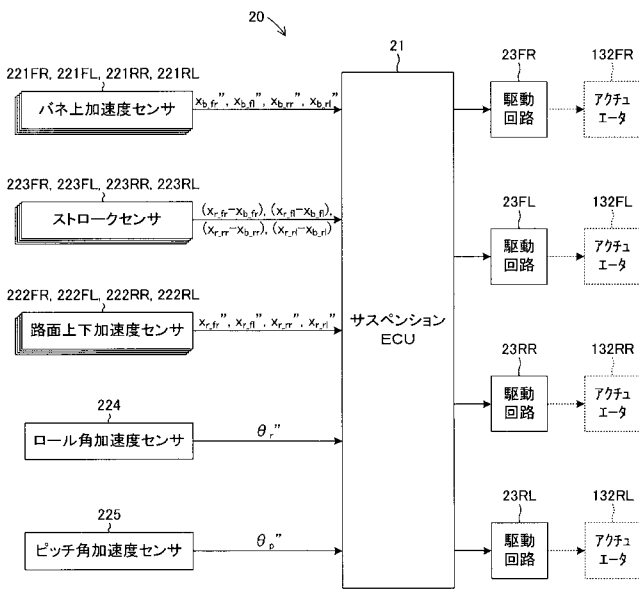 20
221FR, 221FL, 221RR, 221RL
バネ上加速度センサ
x_b_fr”, x_b_fl”, x_b_rr”, x_b_rl”
223FR, 223FL, 223RR, 223RL
ストロークセンサ
(x_r_fr−x_b_fr), (x_r_fl−x_b_fl),
(x_r_rr−x_b_rr), (x_r_rl−x_b_rl)
222FR, 222FL, 222RR, 222RL
路面上下加速度センサ
x_r_fr”, x_r_fl”, x_r_rr”, x_r_rl”
224
ロール角加速度センサ
θr”
225
ピッチ角加速度センサ
θp”
21
サスペンション
ECU
23FR
駆動
回路
132FR
アクチュ
エータ
23FL
駆動
回路
132FL
アクチュ
エータ
23RR
駆動
回路
132RR
アクチュ
エータ
23RL
駆動
回路
132RL
アクチュ
エータ